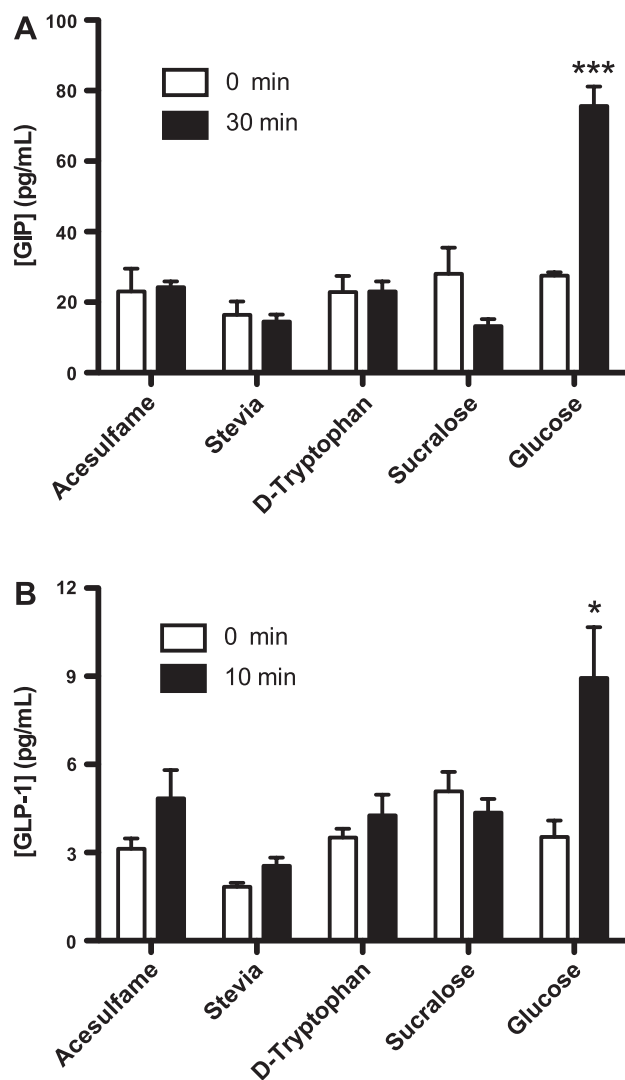 A
100
80
60
40
20
0
[GIP] (pg/mL)
0 min
30 min
***
Acesulfame
Stevia
D-Tryptophan
Sucralose
Glucose
B
12
9
6
3
0
[GLP-1] (pg/mL)
0 min
10 min
*
Acesulfame
Stevia
D-Tryptophan
Sucralose
Glucose